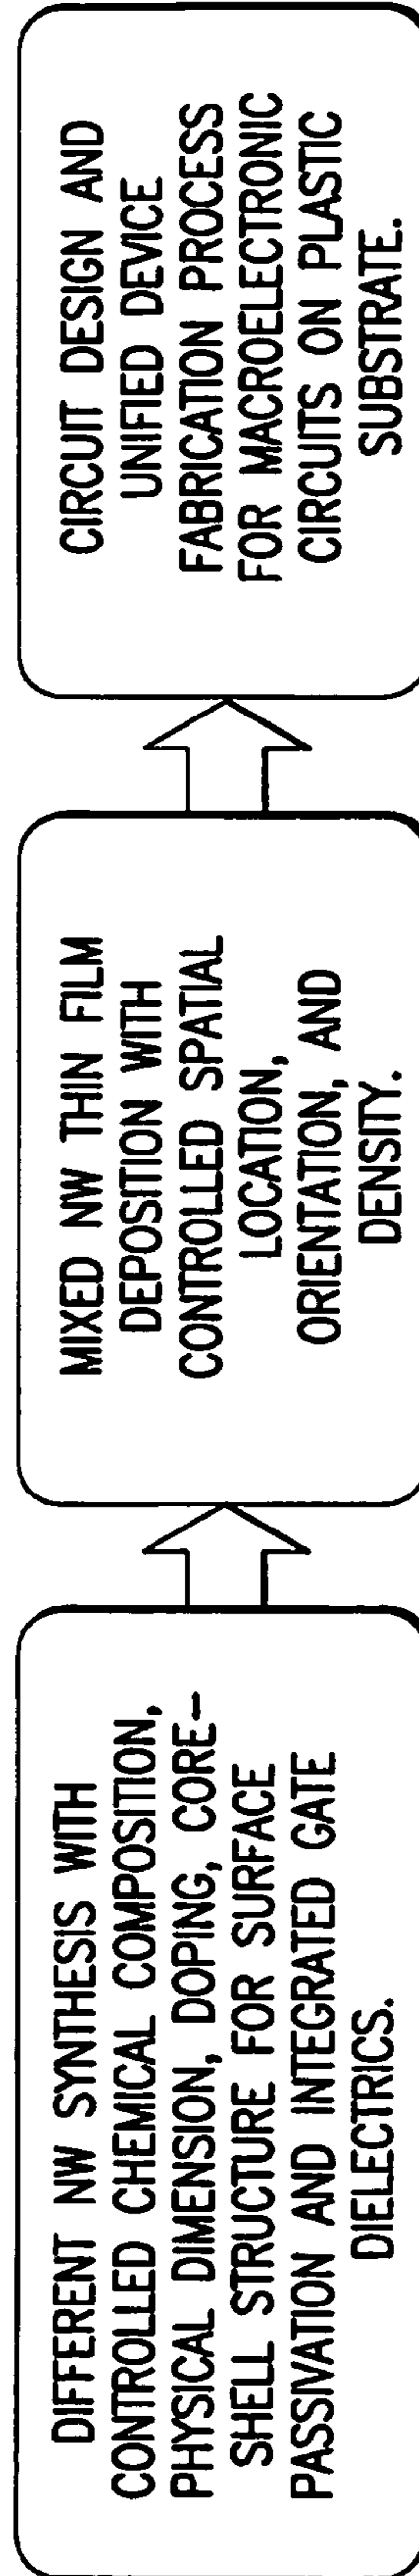 DIFFERENT NW SYNTHESIS WITH
CONTROLLED CHEMICAL COMPOSITION,
PHYSICAL DIMENSION, DOPING, CORE-
SHELL STRUCTURE FOR SURFACE
PASSIVATION AND INTEGRATED GATE
DIELECTRICS.
MIXED NW THIN FILM
DEPOSITION WITH
CONTROLLED SPATIAL
LOCATION,
ORIENTATION, AND
DENSITY.
CIRCUIT DESIGN AND
UNIFIED DEVICE
FABRICATION PROCESS
FOR MACROELECTRONIC
CIRCUITS ON PLASTIC
SUBSTRATE.